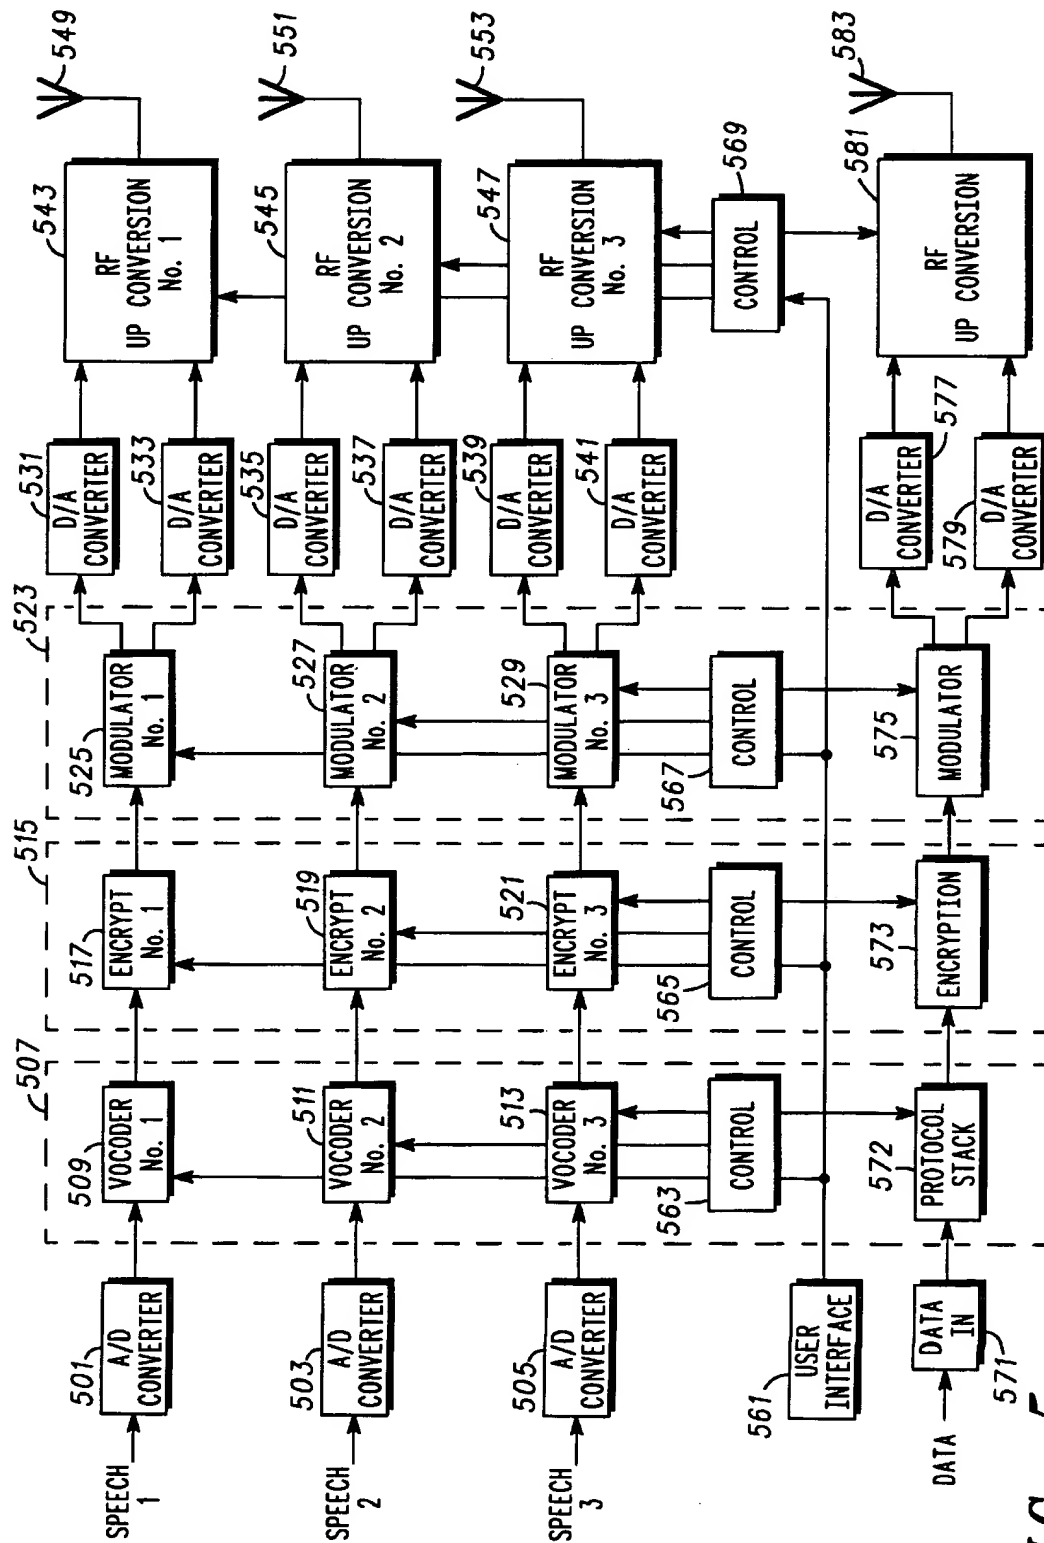 549
551
553
583
543
RF
UP CONVERSION
No. 1
545
RF
UP CONVERSION
No. 2
547
RF
UP CONVERSION
No. 3
569
CONTROL
581
RF
UP CONVERSION
531
D/A
CONVERTER
533
D/A
CONVERTER
535
D/A
CONVERTER
537
D/A
CONVERTER
539
D/A
CONVERTER
541
D/A
CONVERTER
577
D/A
CONVERTER
579
D/A
CONVERTER
523
525
MODULATOR
No. 1
527
MODULATOR
No. 2
529
MODULATOR
No. 3
567
CONTROL
575
MODULATOR
515
517
ENCRYPT
No. 1
519
ENCRYPT
No. 2
521
ENCRYPT
No. 3
565
CONTROL
573
ENCRYPTION
507
509
VOCODER
No. 1
511
VOCODER
No. 2
513
VOCODER
No. 3
563
CONTROL
572
PROTOCOL
STACK
501
A/D
CONVERTER
503
A/D
CONVERTER
505
A/D
CONVERTER
561
USER
INTERFACE
571
DATA
IN
SPEECH
1
SPEECH
2
SPEECH
3
DATA